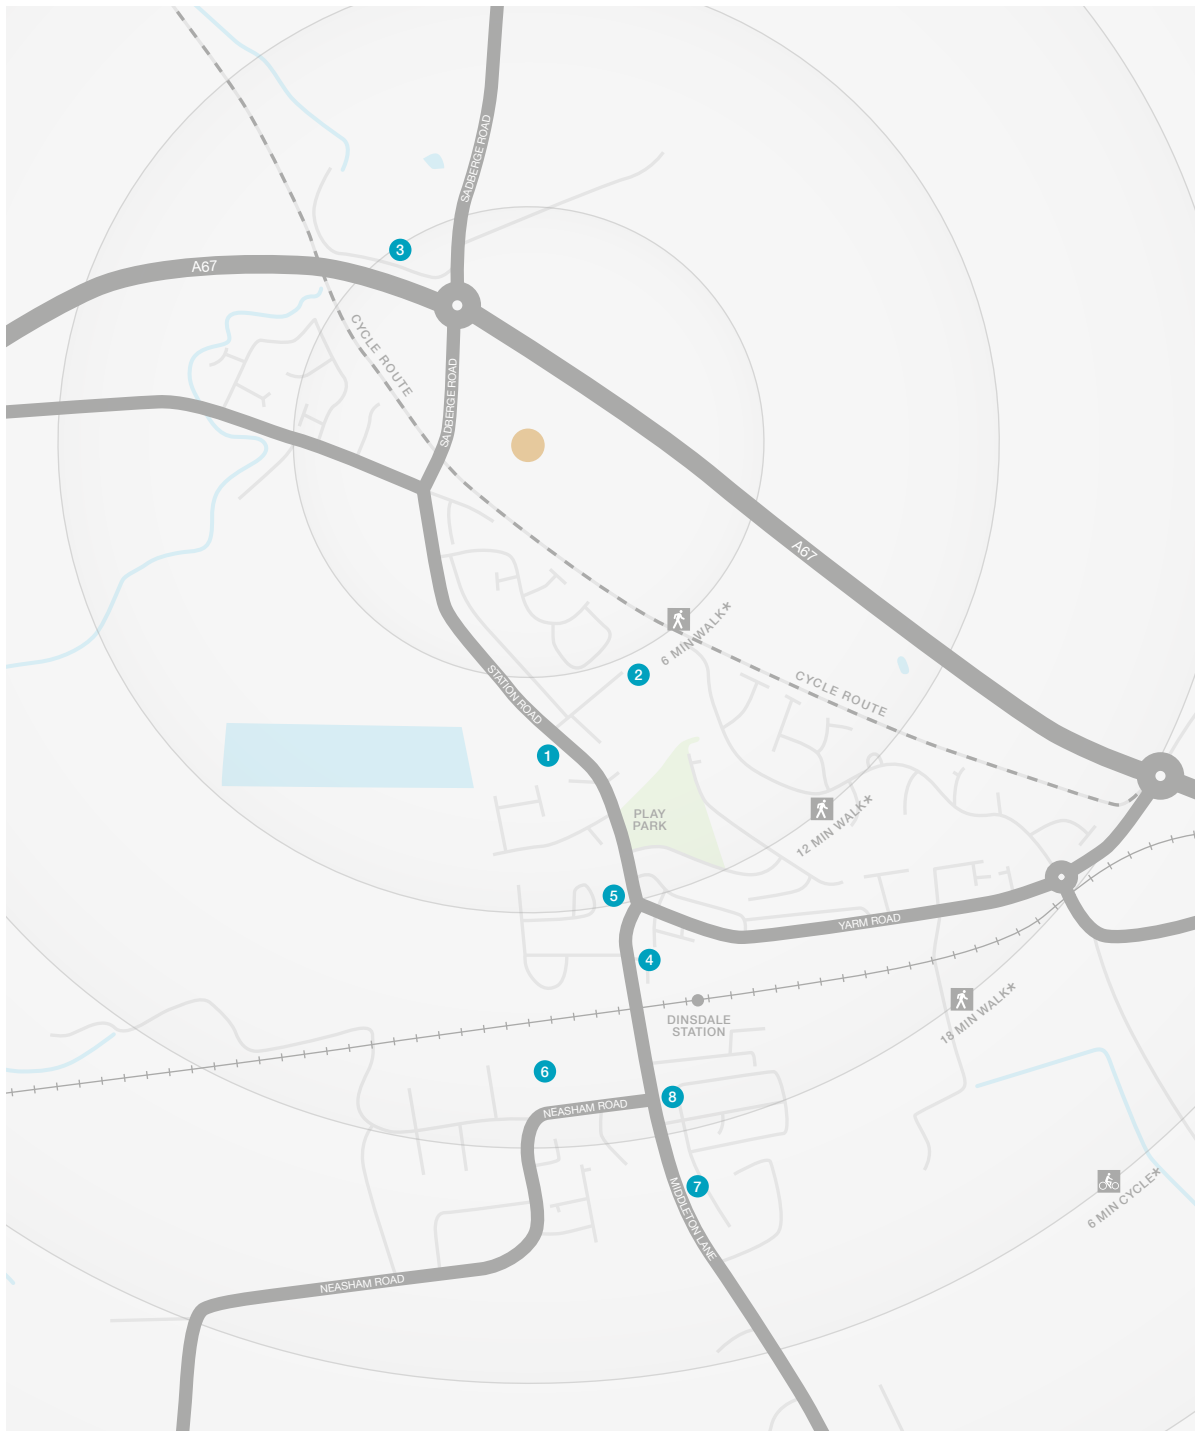 SADBERGE ROAD
3
A67
CYCLE ROUTE
SADBERGE ROAD
A67
6 MIN WALK*
2
STATION ROAD
CYCLE ROUTE
1
PLAY
PARK
12 MIN WALK*
5
YARM ROAD
4
DINSDALE
STATION
18 MIN WALK*
6
8
NEASHAM ROAD
7
MIDDLETON LANE
6 MIN CYCLE*
NEASHAM ROAD